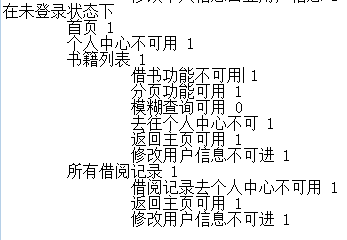 在未登录状态下
首页 1
个人中心不可用 1
书籍列表 1
借书功能不可用 1
分页功能可用 1
模糊查询可用 0
去往个人中心不可 1
返回主页可用 1
修改用户信息不可进 1
所有借阅记录 1
借阅记录去个人中心不可用 1
返回主页可用 1
修改用户信息不可进 1